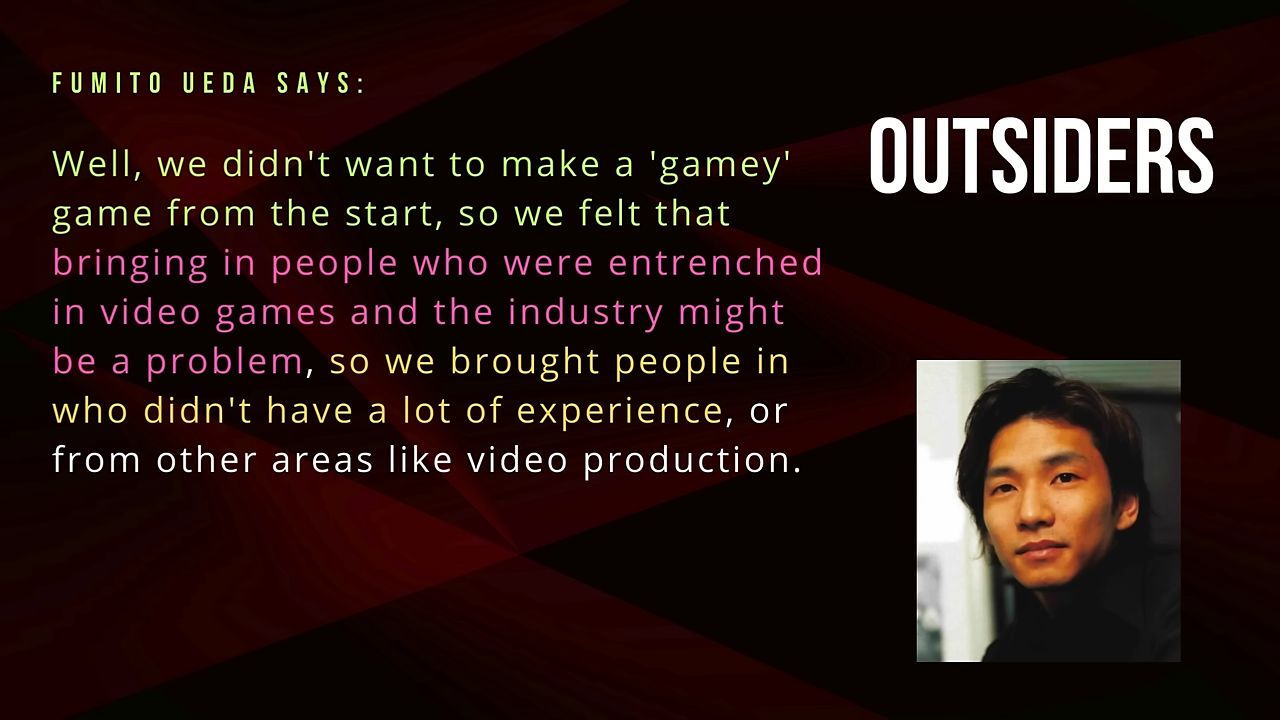 FUMITO UEDA SAYS:
Well, we didn't want to make a 'gamey'
game from the start, so we felt that
bringing in people who were entrenched
in video games and the industry might
be a problem, so we brought people in
who didn't have a lot of experience, or
from other areas like video production.
OUTSIDERS